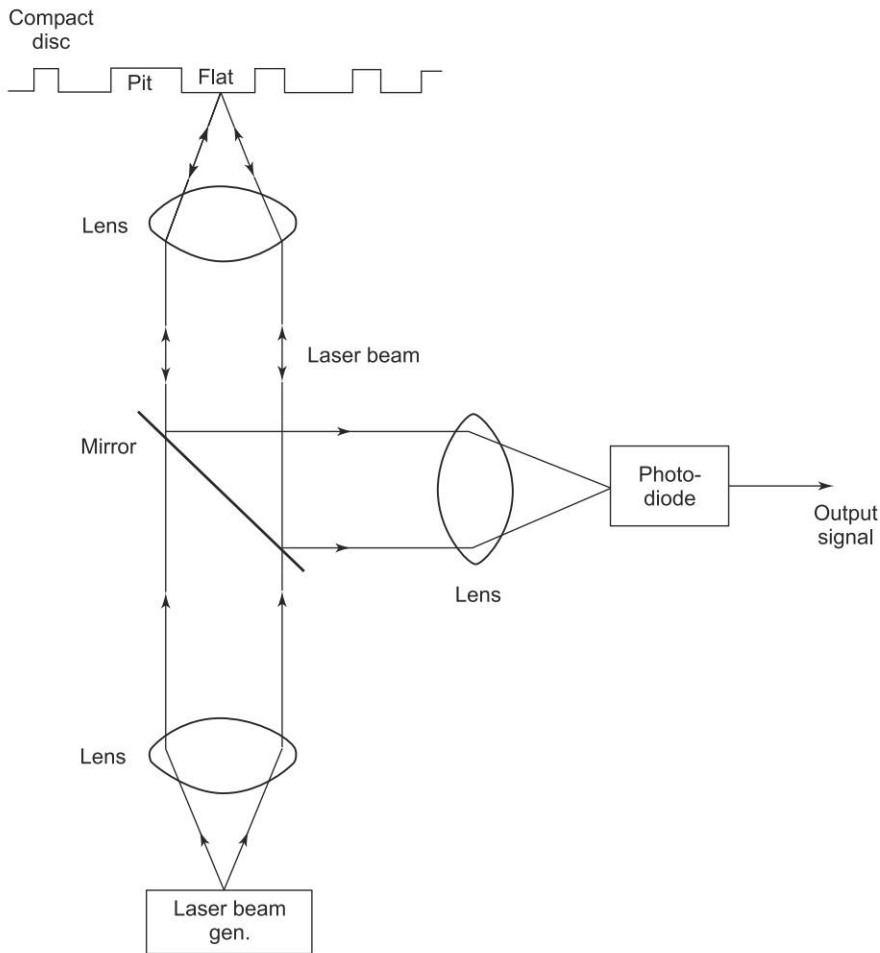 Compact
disc
Pit
Flat
Lens
Laser beam
Mirror
Photo-
diode
Output
signal
Lens
Lens
Laser beam
gen.